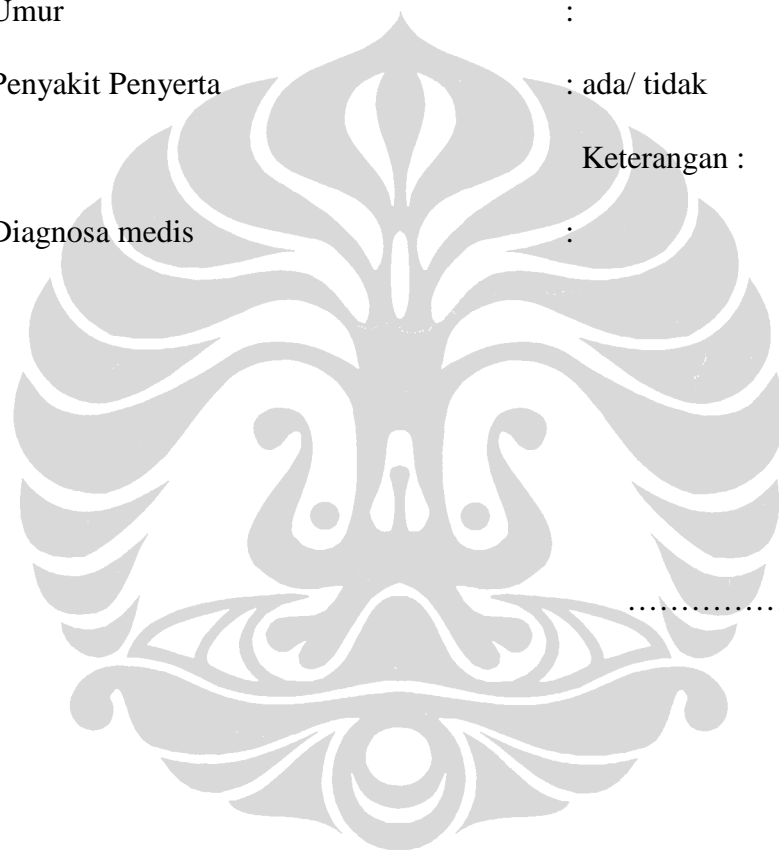 Umur :
Penyakit Penyerta : ada/ tidak
Keterangan :
Diagnosa medis :
……………